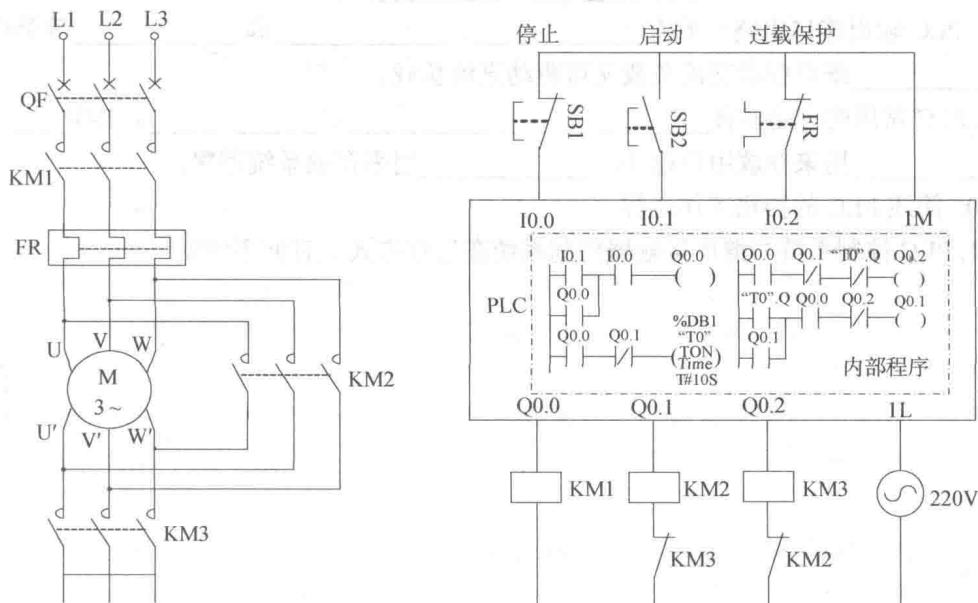 L1 L2 L3
QF
KM1
FR
U V W
M
3~
U′ V′ W′
KM2
KM3
停止 启动 过载保护
SB1 SB2 FR
I0.0 I0.1 I0.2 1M
PLC
I0.1 I0.0 Q0.0
Q0.0
Q0.0 Q0.1
%DB1
"T0"
TON
Time
T#10S
Q0.0 Q0.1 "T0".Q Q0.2
"T0".Q Q0.0 Q0.2 Q0.1
Q0.1
内部程序
Q0.0 Q0.1 Q0.2 1L
KM1 KM2 KM3 220V
KM3 KM2